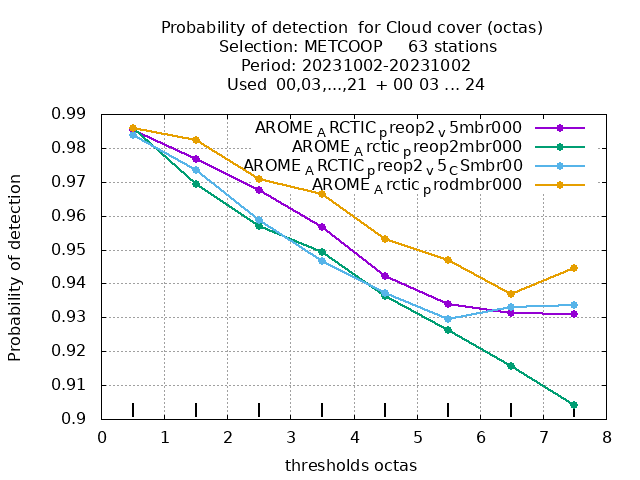 Probability of detection  for Cloud cover (octas)
Selection: METCOOP     63 stations
Period: 20231002-20231002
Used  00,03,...,21  + 00 03 ... 24
AROME_ARCTIC_preop2_v5mbr000
AROME_Arctic_preop2mbr000
AROME_ARCTIC_preop2_v5_CSmbr00
AROME_Arctic_prodmbr000
0.99
0.98
0.97
0.96
0.95
0.94
0.93
0.92
0.91
0.9
Probability of detection
0 1 2 3 4 5 6 7 8
thresholds octas